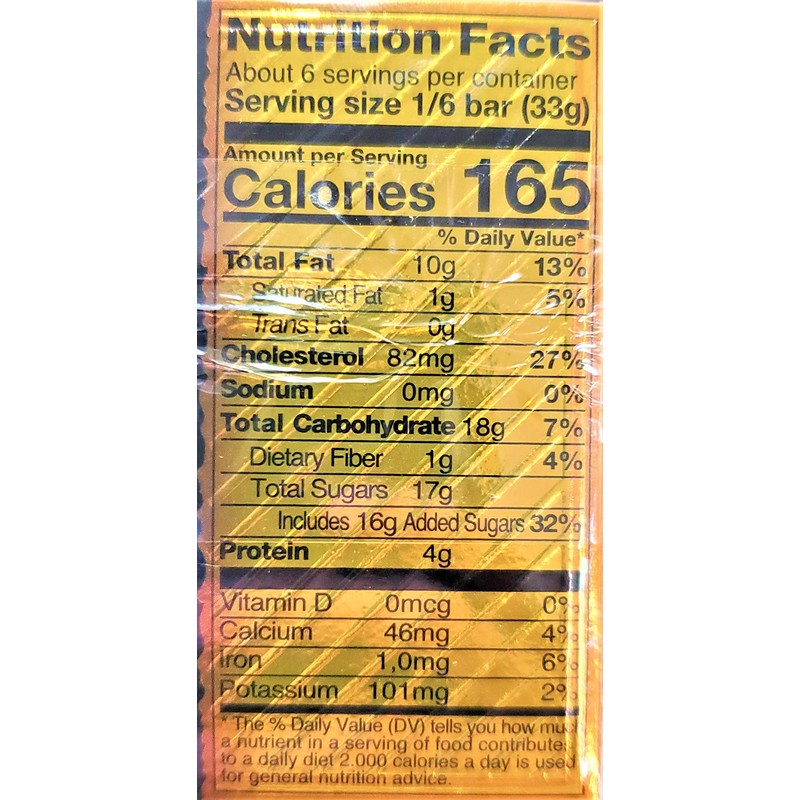 Nutrition Facts
About 6 servings per container
Serving size 1/6 bar (33g)
Amount per Serving
Calories 165
% Daily Value*
Total Fat 10g 13%
Saturated Fat 1g 5%
Trans Fat 0g
Cholesterol 82mg 27%
Sodium 0mg 0%
Total Carbohydrate 18g 7%
Dietary Fiber 1g 4%
Total Sugars 17g
Includes 16g Added Sugars 32%
Protein 4g
Vitamin D 0mcg 0%
Calcium 46mg 4%
Iron 1,0mg 6%
Potassium 101mg 2%
* The % Daily Value (DV) tells you how much
a nutrient in a serving of food contributes
to a daily diet 2.000 calories a day is used
for general nutrition advice.